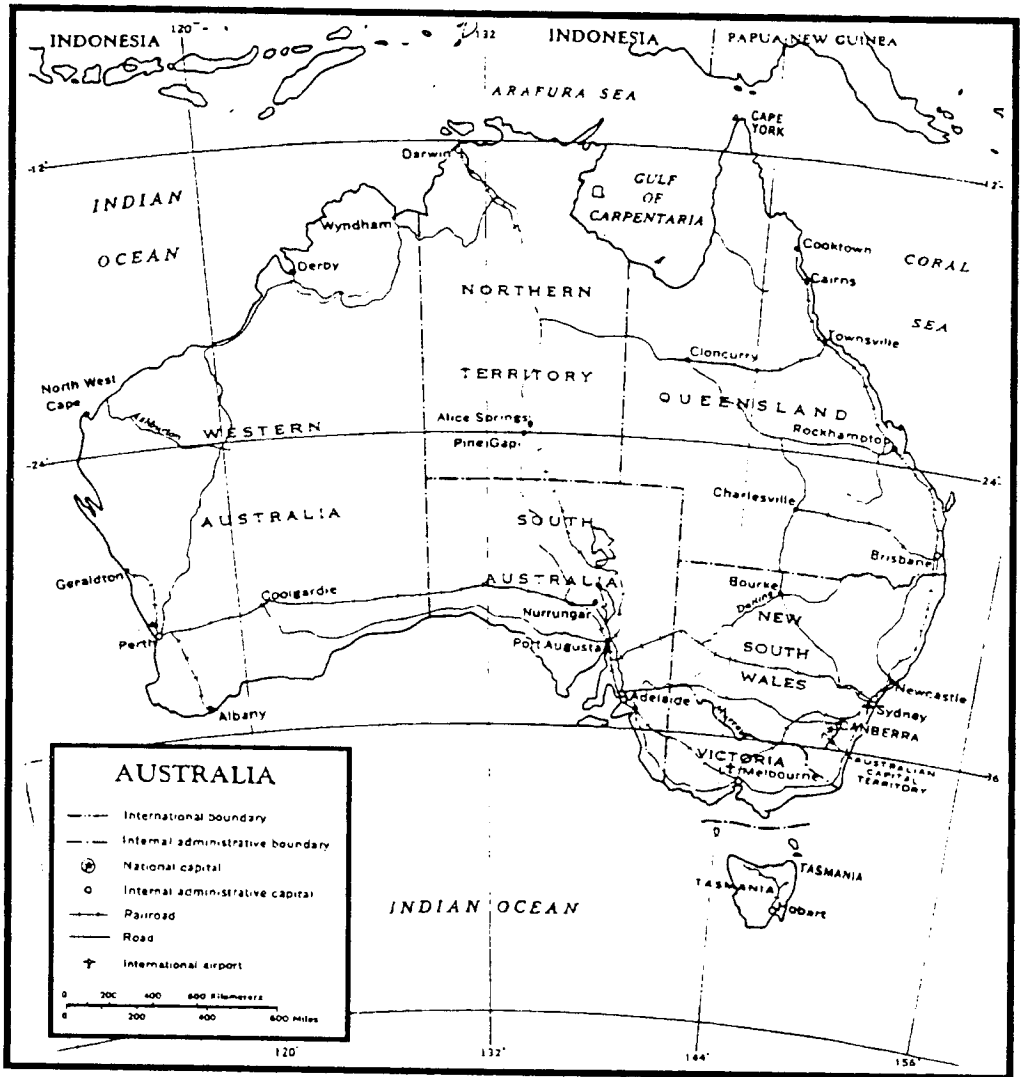 120°
132
INDONESIA
INDONESIA
PAPUA NEW GUINEA
ARAFURA SEA
CAPE
YORK
Darwin
-12°
12°
INDIAN
OCEAN
GULF
OF
CARPENTARIA
Wyndham
Cooktown
CORAL
SEA
Derby
Cairns
NORTHERN
TERRITORY
Townsville
Cloncurry
North West
Cape
QUEENSLAND
Ashburton
WESTERN
AUSTRALIA
Alice Springs
Pine Gap
Rockhampton
-24°
24°
Charlesville
SOUTH
AUSTRALIA
Brisbane
Geraldton
Coolgardie
Bourke
Darling
Nurrungar
NEW
SOUTH
WALES
Perth
Port Augusta
Newcastle
Albany
Adelaide
Sydney
Murray
CANBERRA
VICTORIA
Melbourne
AUSTRALIAN
CAPITAL
TERRITORY
36
AUSTRALIA
International boundary
Internal administrative boundary
National capital
Internal administrative capital
Railroad
Road
International airport
0 200 400 600 Kilometers
0 200 400 600 Miles
TASMANIA
TASMANIA
Hobart
INDIAN OCEAN
120°
132°
144°
156°